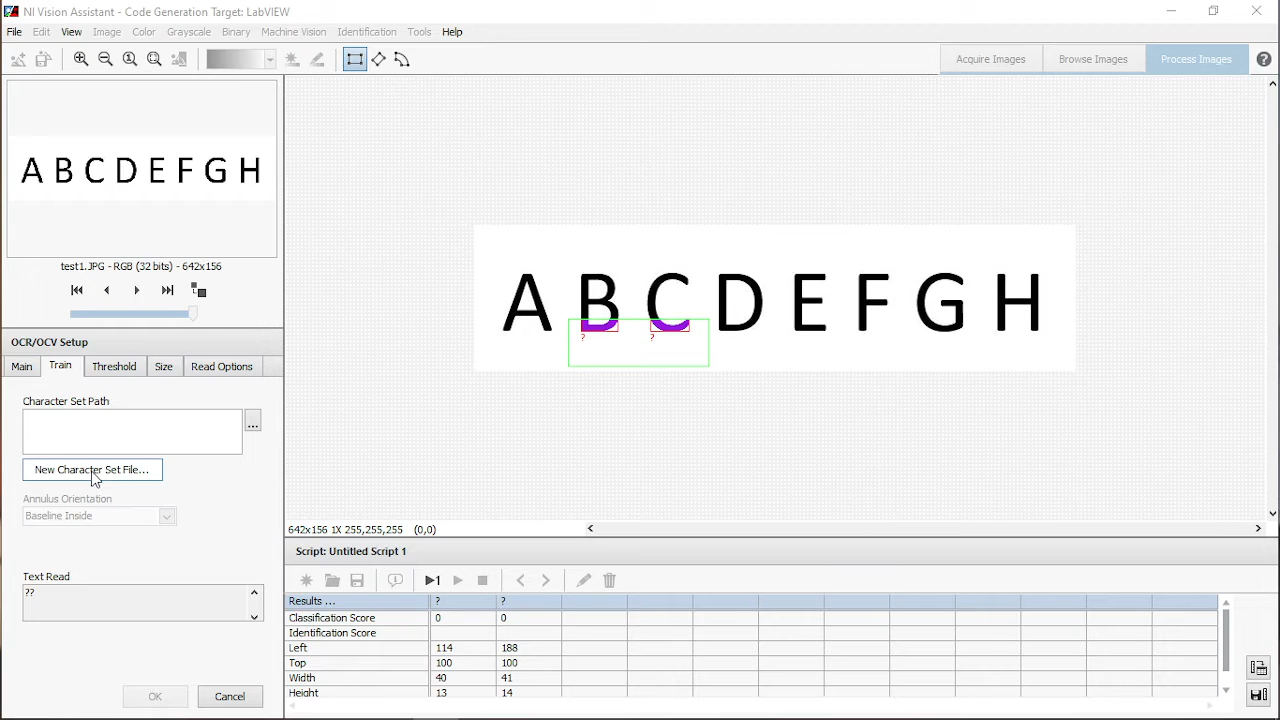 NI Vision Assistant - Code Generation Target: LabVIEW
File Edit View Image Color Grayscale Binary Machine Vision Identification Tools Help
Acquire Images Browse Images Process Images
A B C D E F G H
test1.JPG - RGB (32 bits) - 642x156
OCR/OCV Setup
Main Train Threshold Size Read Options
Character Set Path
...
New Character Set File...
Annulus Orientation
Baseline Inside
Text Read
??
OK Cancel
A B C D E F G H
? ?
642x156 1X 255,255,255 (0,0)
Script: Untitled Script 1
1
Results ... ? ?
Classification Score 0 0
Identification Score
Left 114 188
Top 100 100
Width 40 41
Height 13 14